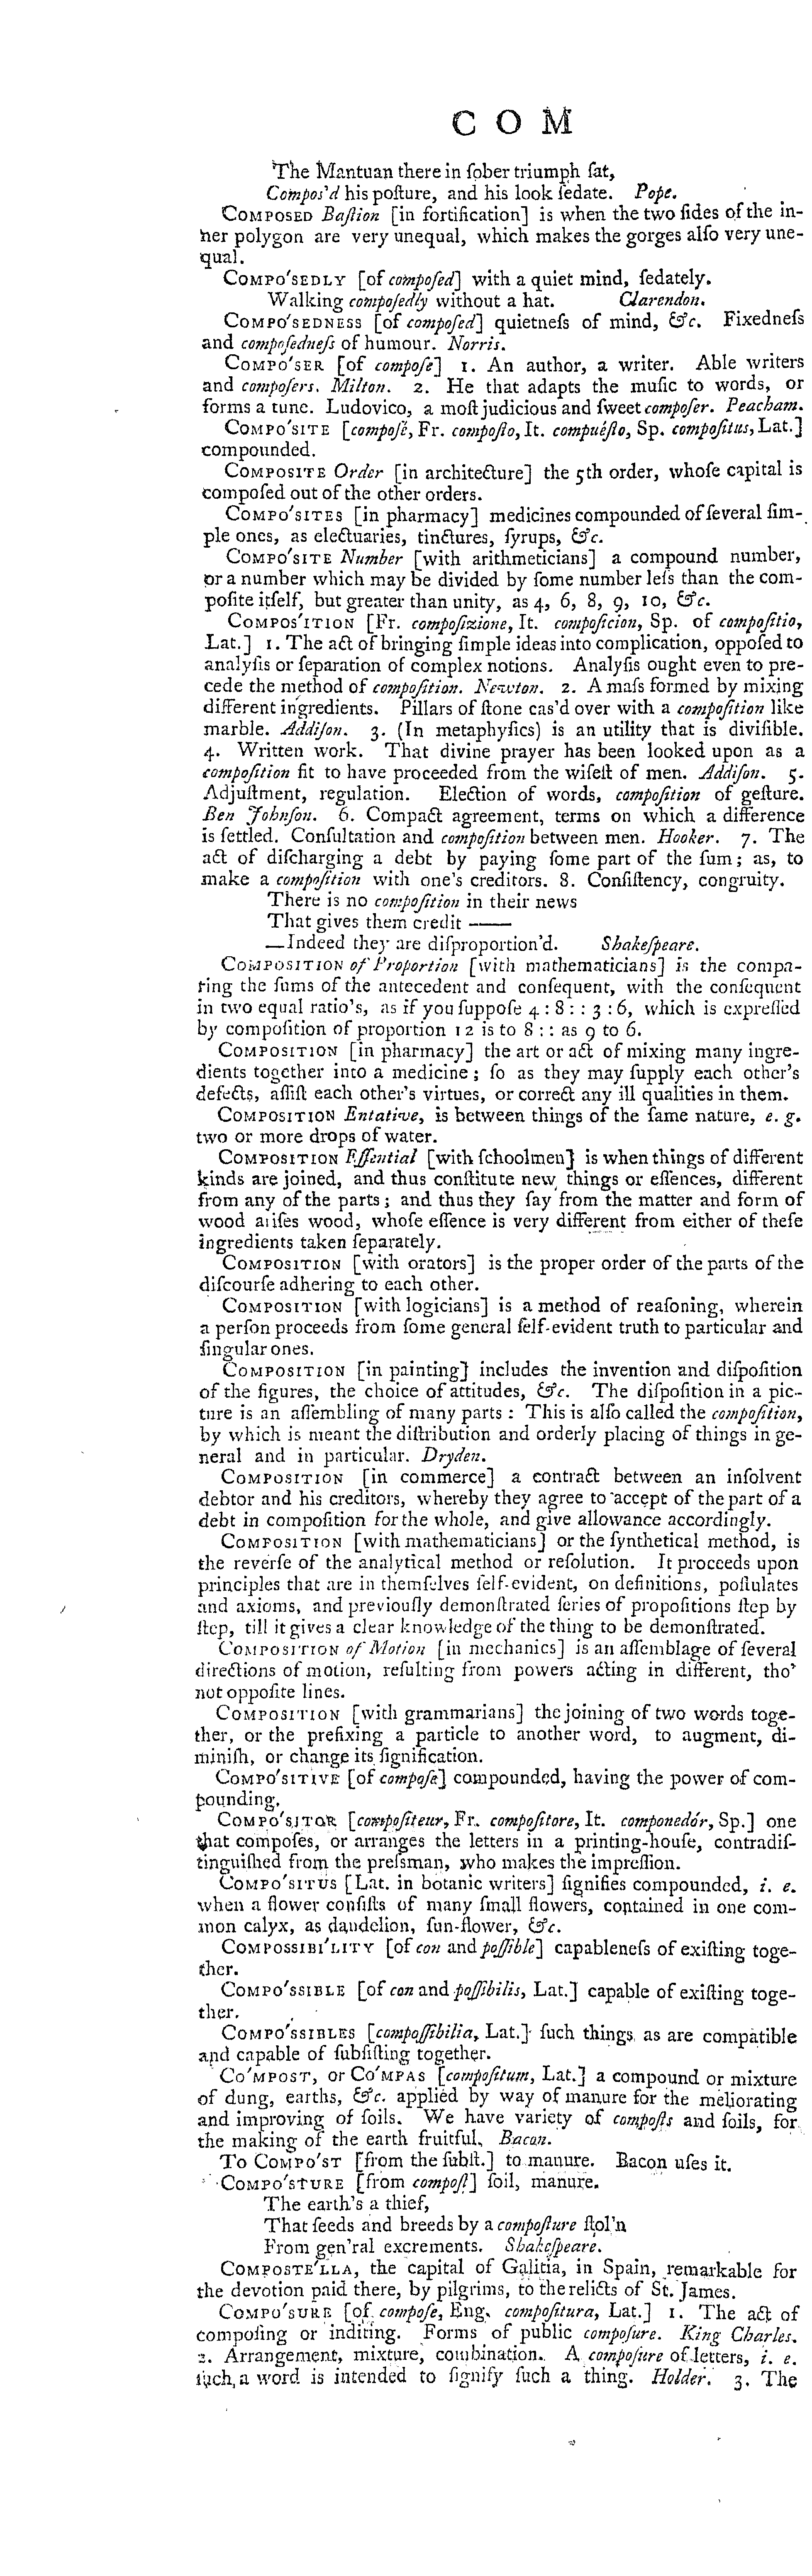 C O M
The Mantuan there in ſober triumph ſat,
Compos'd his poſture, and his look ſedate. Pope.
COMPOSED Baſtion [in fortification] is when the two ſides of the in-
ner polygon are very unequal, which makes the gorges alſo very une-
qual.
COMPO'SEDLY [of compoſed] with a quiet mind, ſedately.
Walking compoſedly without a hat. Clarendon.
COMPO'SEDNESS [of compoſed] quietneſs of mind, &c. Fixedneſs
and compoſedneſs of humour. Norris.
COMPO'SER [of compoſe] 1. An author, a writer. Able writers
and compoſers. Milton. 2. He that adapts the muſic to words, or
forms a tune. Ludovico, a moſt judicious and ſweet compoſer. Peacham.
COMPO'SITE [compoſé, Fr. compoſto, It. compuéſto, Sp. compoſitus, Lat.]
compounded.
COMPOSITE Order [in architecture] the 5th order, whoſe capital is
compoſed out of the other orders.
COMPO'SITES [in pharmacy] medicines compounded of ſeveral ſim-
ple ones, as electuaries, tinctures, ſyrups, &c.
COMPO'SITE Number [with arithmeticians] a compound number,
or a number which may be divided by ſome number leſs than the com-
poſite itſelf, but greater than unity, as 4, 6, 8, 9, 10, &c.
COMPOS'ITION [Fr. compoſizione, It. compoſicion, Sp. of compoſitio,
Lat.] 1. The act of bringing ſimple ideas into complication, oppoſed to
analyſis or ſeparation of complex notions. Analyſis ought even to pre-
cede the method of compoſition. Newton. 2. A maſs formed by mixing
different ingredients. Pillars of ſtone cas'd over with a compoſition like
marble. Addiſon. 3. (In metaphyſics) is an utility that is diviſible.
4. Written work. That divine prayer has been looked upon as a
compoſition fit to have proceeded from the wiſeſt of men. Addiſon. 5.
Adjuſtment, regulation. Election of words, compoſition of geſture.
Ben Johnſon. 6. Compact agreement, terms on which a difference
is ſettled. Conſultation and compoſition between men. Hooker. 7. The
act of diſcharging a debt by paying ſome part of the ſum; as, to
make a compoſition with one's creditors. 8. Conſiſtency, congruity.
There is no compoſition in their news
That gives them credit ——
—Indeed they are diſproportion'd. Shakeſpeare.
COMPOSITION of Proportion [with mathematicians] is the compa-
ring the ſums of the antecedent and conſequent, with the conſequent
in two equal ratio's, as if you ſuppoſe 4 : 8 : : 3 : 6, which is expreſſed
by compoſition of proportion 12 is to 8 : : as 9 to 6.
COMPOSITION [in pharmacy] the art or act of mixing many ingre-
dients together into a medicine; ſo as they may ſupply each other's
defects, aſſiſt each other's virtues, or correct any ill qualities in them.
COMPOSITION Entative, is between things of the ſame nature, e. g.
two or more drops of water.
COMPOSITION Eſſential [with ſchoolmen] is when things of different
kinds are joined, and thus conſtitute new things or eſſences, different
from any of the parts; and thus they ſay from the matter and form of
wood ariſes wood, whoſe eſſence is very different from either of theſe
ingredients taken ſeparately.
COMPOSITION [with orators] is the proper order of the parts of the
diſcourſe adhering to each other.
COMPOSITION [with logicians] is a method of reaſoning, wherein
a perſon proceeds from ſome general ſelf-evident truth to particular and
ſingular ones.
COMPOSITION [in painting] includes the invention and diſpoſition
of the figures, the choice of attitudes, &c. The diſpoſition in a pic-
ture is an aſſembling of many parts: This is alſo called the compoſition,
by which is meant the diſtribution and orderly placing of things in ge-
neral and in particular. Dryden.
COMPOSITION [in commerce] a contract between an inſolvent
debtor and his creditors, whereby they agree to accept of the part of a
debt in compoſition for the whole, and give allowance accordingly.
COMPOSITION [with mathematicians] or the ſynthetical method, is
the reverſe of the analytical method or reſolution. It proceeds upon
principles that are in themſelves ſelf-evident, on definitions, poſtulates
and axioms, and previouſly demonſtrated ſeries of propoſitions ſtep by
ſtep, till it gives a clear knowledge of the thing to be demonſtrated.
COMPOSITION of Motion [in mechanics] is an aſſemblage of ſeveral
directions of motion, reſulting from powers acting in different, tho'
not oppoſite lines.
COMPOSITION [with grammarians] the joining of two words toge-
ther, or the prefixing a particle to another word, to augment, di-
miniſh, or change its ſignification.
COMPO'SITIVE [of compoſe] compounded, having the power of com-
pounding.
COMPO'SITOR [compoſiteur, Fr. compoſitore, It. componedór, Sp.] one
that compoſes, or arranges the letters in a printing-houſe, contradiſ-
tinguiſhed from the preſsman, who makes the impreſſion.
COMPO'SITUS [Lat. in botanic writers] ſignifies compounded, i. e.
when a flower conſiſts of many ſmall flowers, contained in one com-
mon calyx, as dandelion, ſun-flower, &c.
COMPOSSIBI'LITY [of con and poſſible] capableneſs of exiſting toge-
ther.
COMPO'SSIBLE [of con and poſſibilis, Lat.] capable of exiſting toge-
ther.
COMPO'SSIBLES [compoſſibilia, Lat.] ſuch things as are compatible
and capable of ſubſiſting together.
CO'MPOST, or CO'MPAS [compoſitum, Lat.] a compound or mixture
of dung, earths, &c. applied by way of manure for the meliorating
and improving of ſoils. We have variety of compoſts and ſoils, for
the making of the earth fruitful. Bacon.
To COMPO'ST [from the ſubſt.] to manure. Bacon uſes it.
COMPO'STURE [from compoſt] ſoil, manure.
The earth's a thief,
That feeds and breeds by a compoſture ſtol'n
From gen'ral excrements. Shakeſpeare.
COMPOSTE'LLA, the capital of Galitia, in Spain, remarkable for
the devotion paid there, by pilgrims, to the relicts of St. James.
COMPO'SURE [of compoſe, Eng. compoſitura, Lat.] 1. The act of
compoſing or inditing. Forms of public compoſure. King Charles.
2. Arrangement, mixture, combination. A compoſure of letters, i. e.
ſuch a word is intended to ſignify ſuch a thing. Holder. 3. The